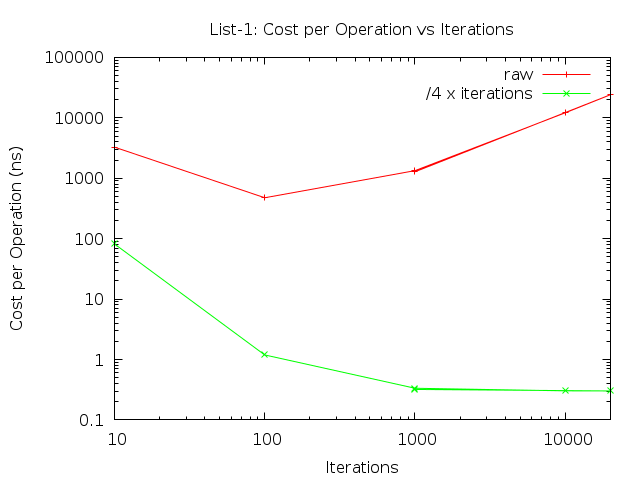 List-1: Cost per Operation vs Iterations
100000
10000
1000
100
10
1
0.1
Cost per Operation (ns)
raw
/4 x iterations
10 100 1000 10000
Iterations